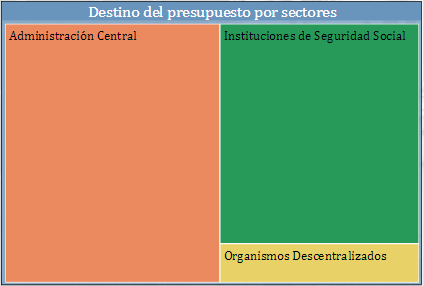 Destino del presupuesto por sectores
Administración Central
Instituciones de Seguridad Social
Organismos Descentralizados